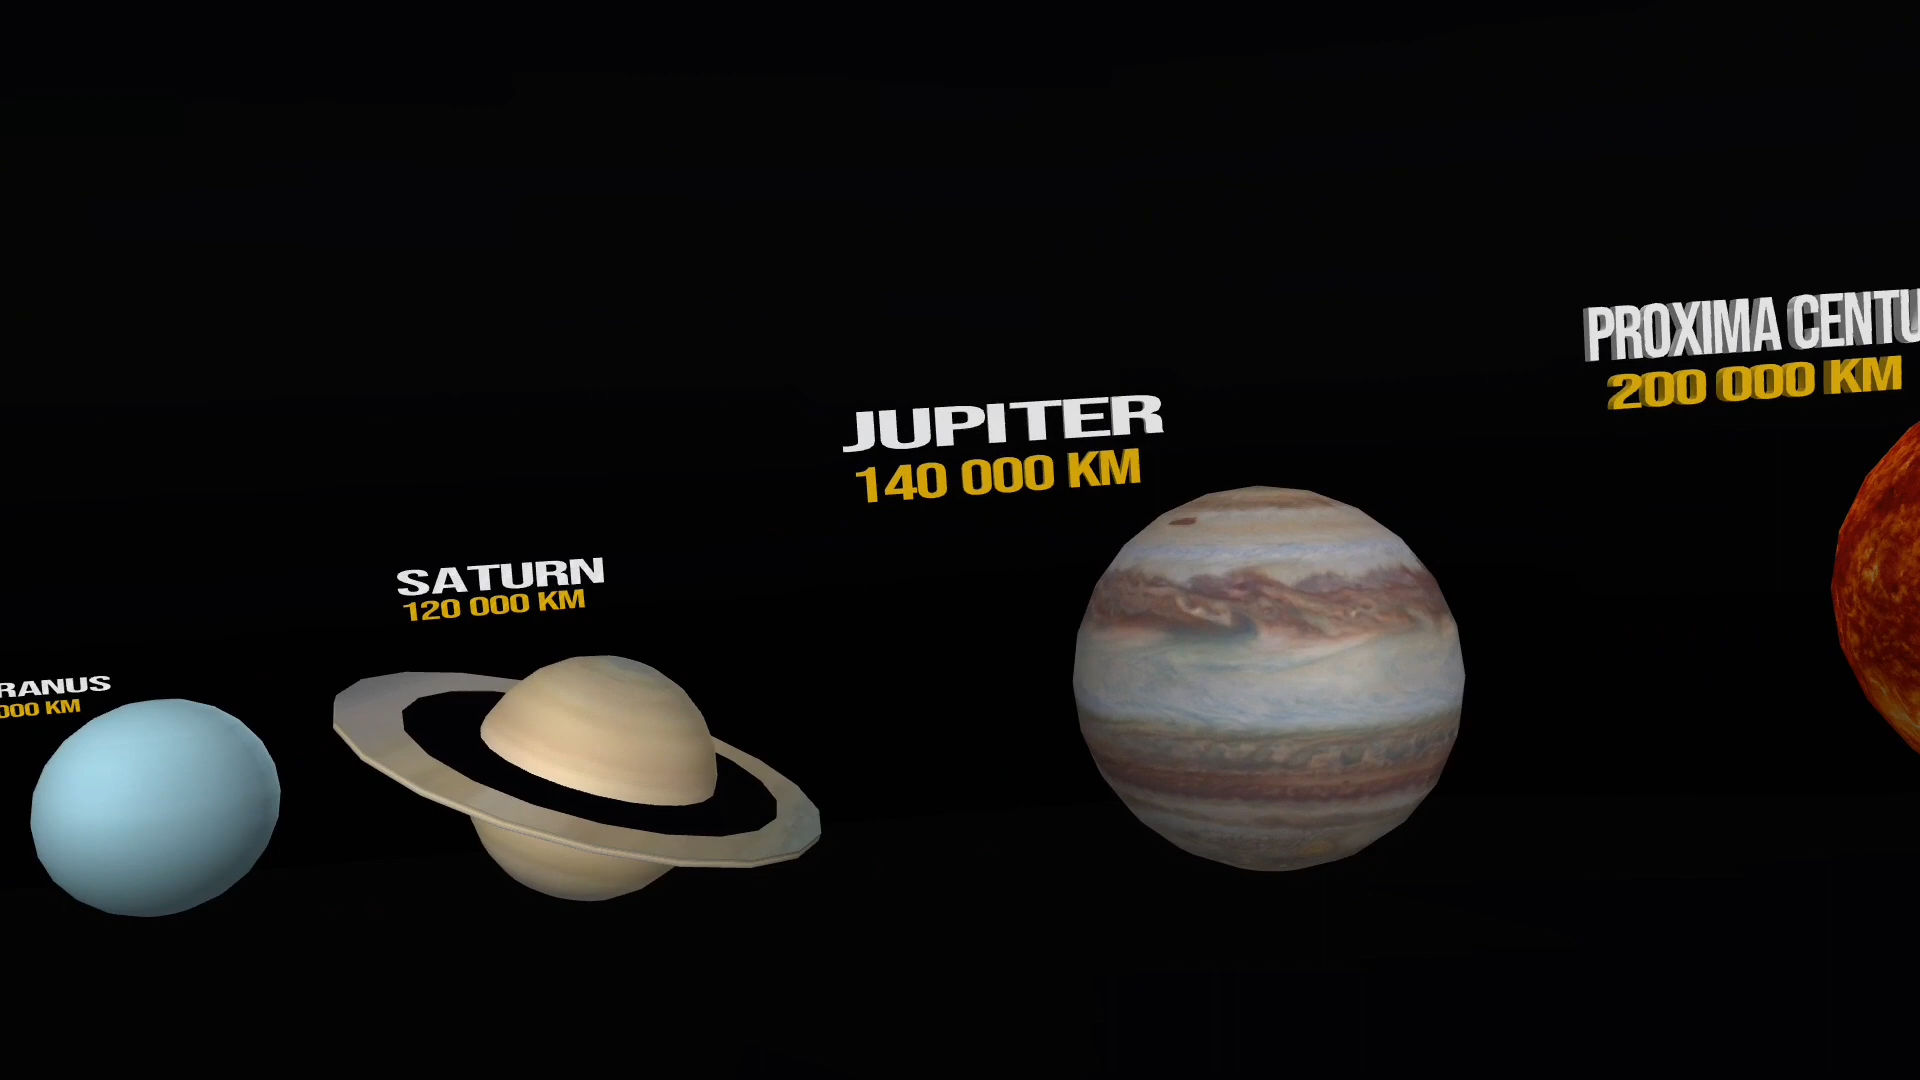 RANUS
000 KM
SATURN
120 000 KM
JUPITER
140 000 KM
PROXIMA CENTU
200 000 KM